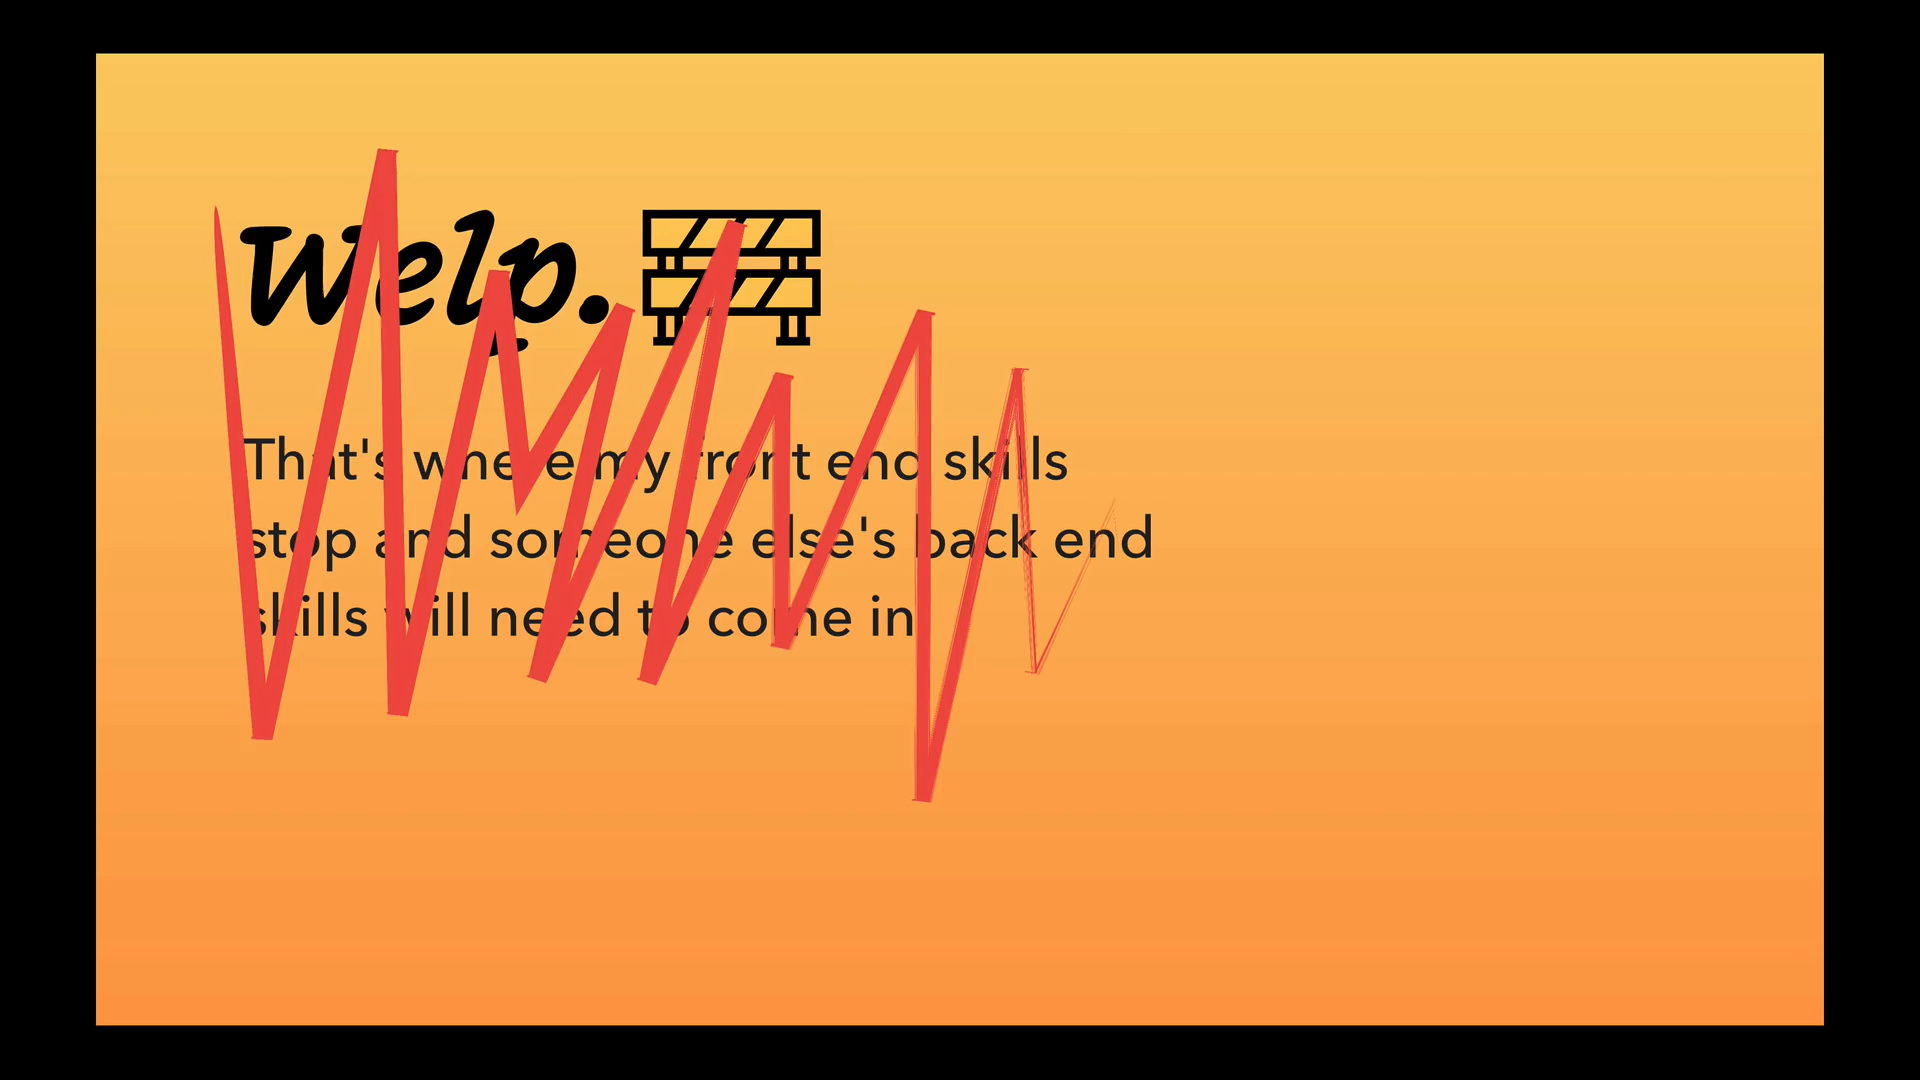 Welp.
That's where my front end skills
stop and someone else's back end
skills will need to come in